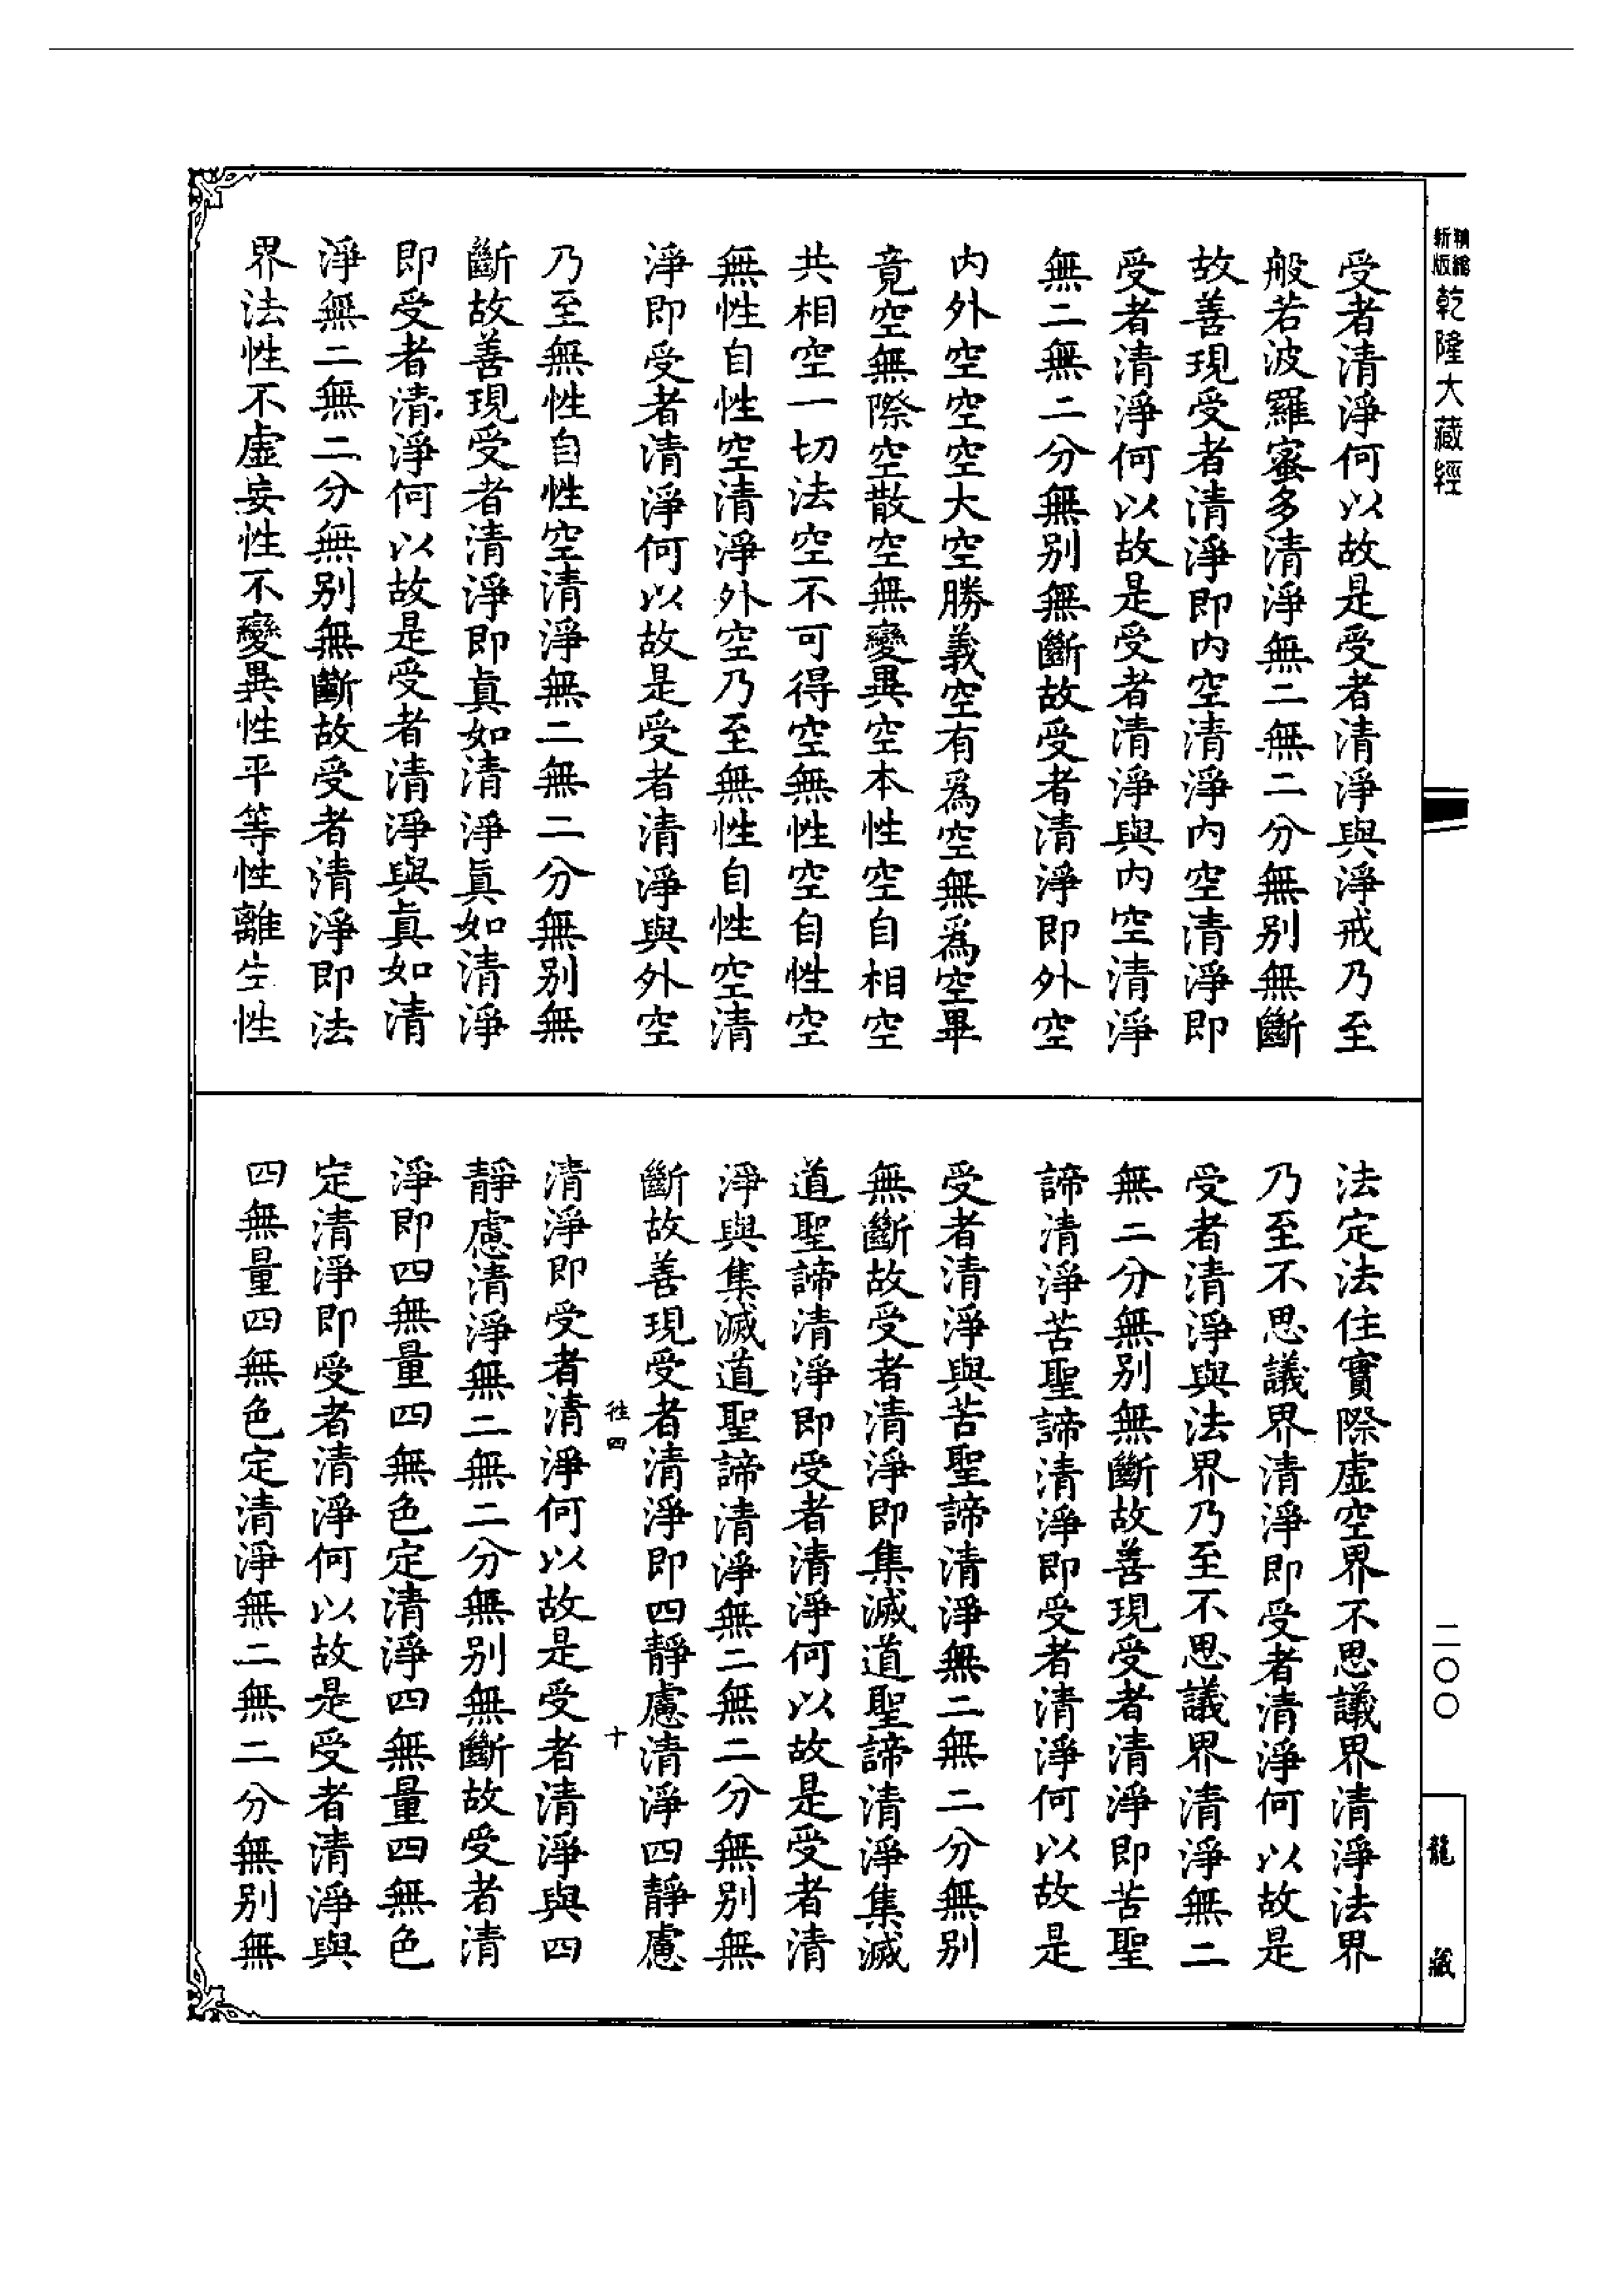 精縮新版乾隆大藏經
受者清淨何以故是受者清淨與淨戒乃至
般若波羅蜜多清淨無二無二分無别無斷
故善現受者清淨即内空清淨内空清淨即
受者清淨何以故是受者清淨與内空清淨
無二無二分無别無斷故受者清淨即外空
内外空空空大空勝義空有爲空無爲空畢
竟空無際空散空無變異空本性空自相空
共相空一切法空不可得空無性空自性空
無性自性空清淨外空乃至無性自性空清
淨即受者清淨何以故是受者清淨與外空
乃至無性自性空清淨無二無二分無别無
斷故善現受者清淨即真如清淨真如清淨
即受者清淨何以故是受者清淨與真如清
淨無二無二分無别無斷故受者清淨即法
界法性不虛妄性不變異性平等性離生性
法定法住實際虛空界不思議界清淨法界
乃至不思議界清淨即受者清淨何以故是
受者清淨與法界乃至不思議界清淨無二
無二分無别無斷故善現受者清淨即苦聖
諦清淨苦聖諦清淨即受者清淨何以故是
受者清淨與苦聖諦清淨無二無二分無别
無斷故受者清淨即集滅道聖諦清淨集滅
道聖諦清淨即受者清淨何以故是受者清
淨與集滅道聖諦清淨無二無二分無别無
斷故善現受者清淨即四靜慮清淨四靜慮
清淨即受者清淨何以故是受者清淨與四
靜慮清淨無二無二分無别無斷故受者清
淨即四無量四無色定清淨四無量四無色
定清淨即受者清淨何以故是受者清淨與
四無量四無色定清淨無二無二分無别無
四 十
二〇〇
龍藏